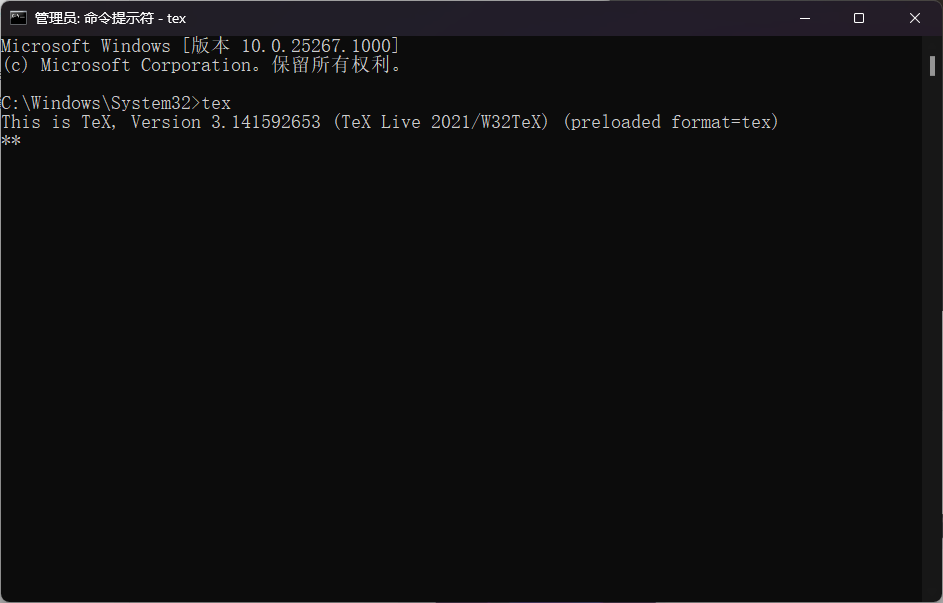 管理员: 命令提示符 - tex
Microsoft Windows [版本 10.0.25267.1000]
(c) Microsoft Corporation。保留所有权利。
C:\Windows\System32>tex
This is TeX, Version 3.141592653 (TeX Live 2021/W32TeX) (preloaded format=tex)
**